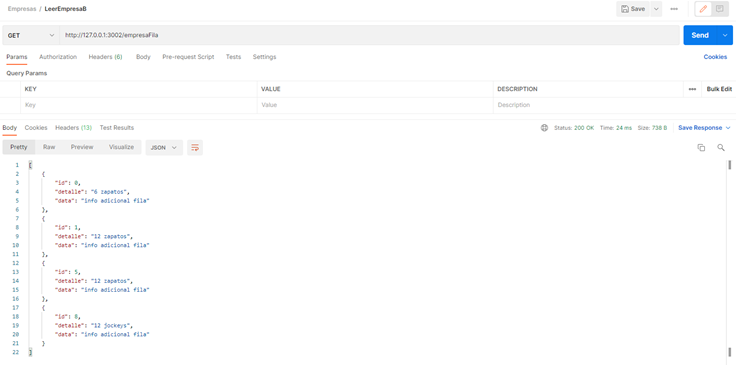 Empresas / LeerEmpresaB
Save
GET http://127.0.0.1:3002/empresaFila Send
Params Authorization Headers (6) Body Pre-request Script Tests Settings Cookies
Query Params
KEY VALUE DESCRIPTION Bulk Edit
Key Value Description
Body Cookies Headers (13) Test Results Status: 200 OK Time: 24 ms Size: 738 B Save Response
Pretty Raw Preview Visualize JSON
1 [
2 {
3 "id": 0,
4 "detalle": "6 zapatos",
5 "data": "info adicional fila"
6 },
7 {
8 "id": 1,
9 "detalle": "12 zapatos",
10 "data": "info adicional fila"
11 },
12 {
13 "id": 5,
14 "detalle": "12 zapatos",
15 "data": "info adicional fila"
16 },
17 {
18 "id": 8,
19 "detalle": "12 jockeys",
20 "data": "info adicional fila"
21 }
22 ]